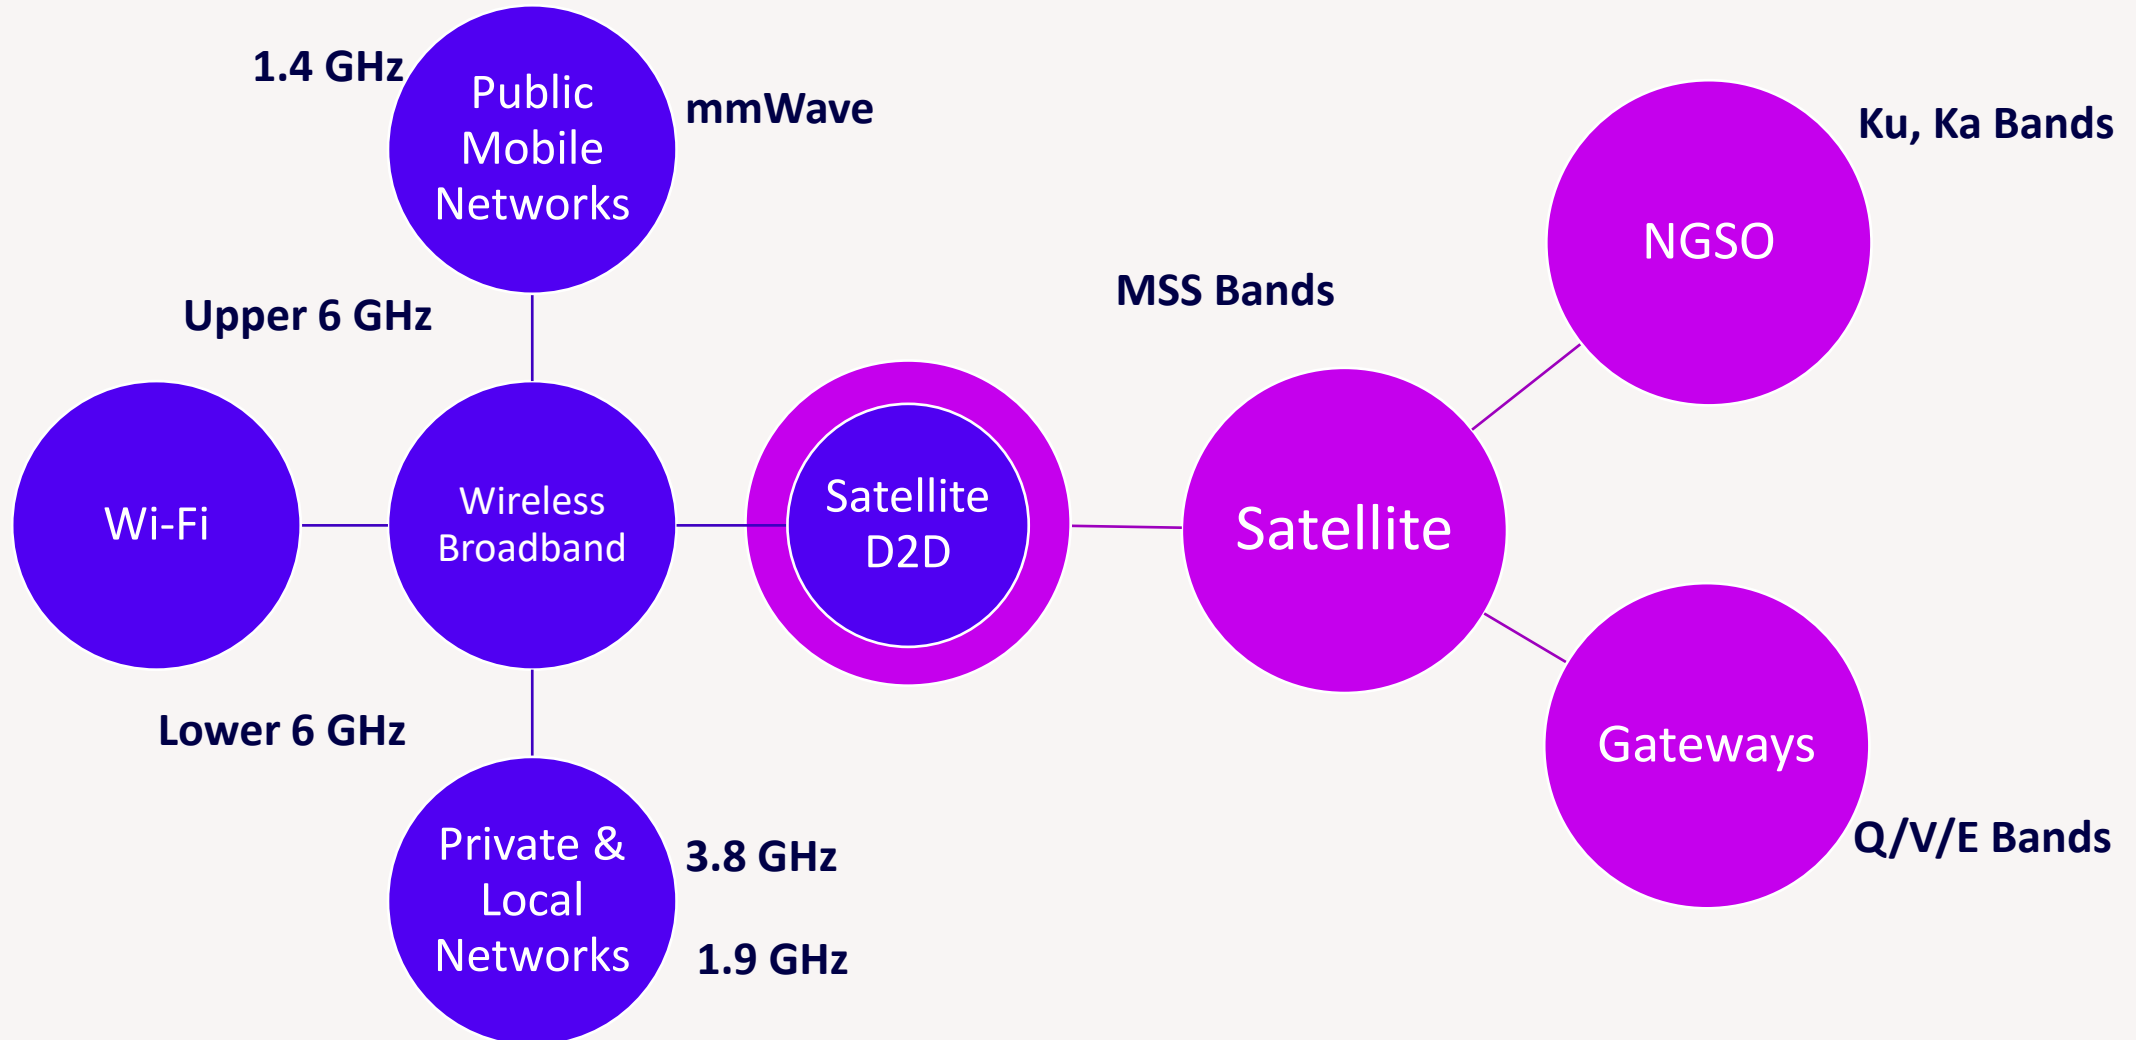 1.4 GHz
Public
Mobile
Networks
mmWave
Upper 6 GHz
Wi-Fi
Wireless
Broadband
Lower 6 GHz
Private &
Local
Networks
3.8 GHz
1.9 GHz
Satellite
D2D
MSS Bands
Satellite
NGSO
Ku, Ka Bands
Gateways
Q/V/E Bands